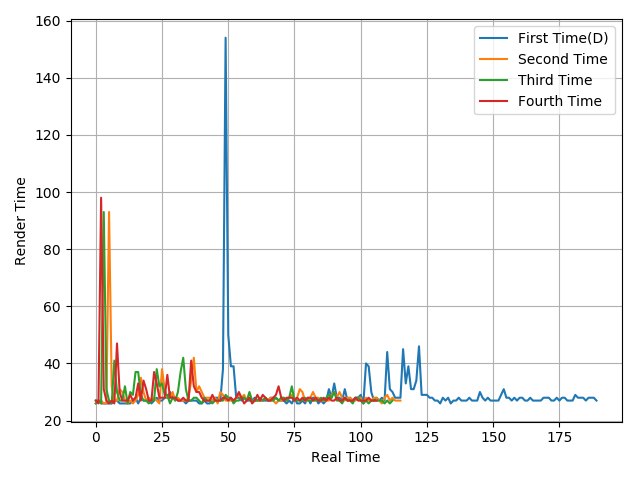 160
140
120
100
80
60
40
20
Render Time
0
25
50
75
100
125
150
175
Real Time
First Time(D)
Second Time
Third Time
Fourth Time